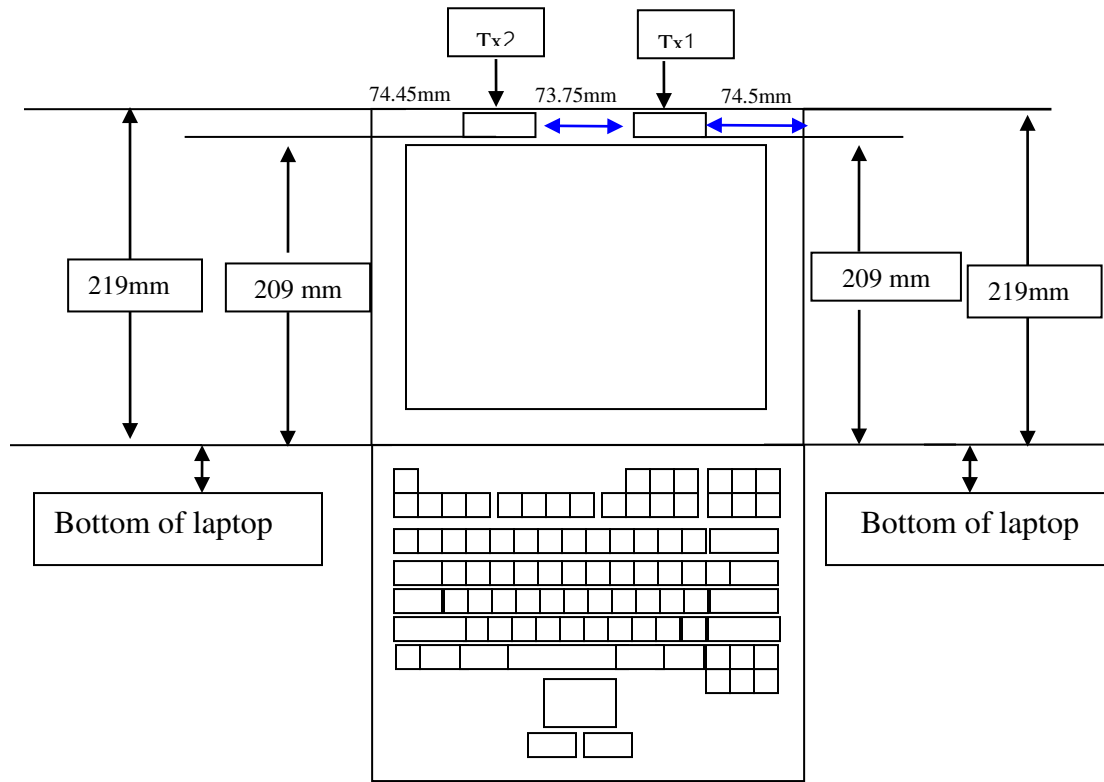 Tx2
Tx1
74.45mm
73.75mm
74.5mm
219mm
209 mm
209 mm
219mm
Bottom of laptop
Bottom of laptop